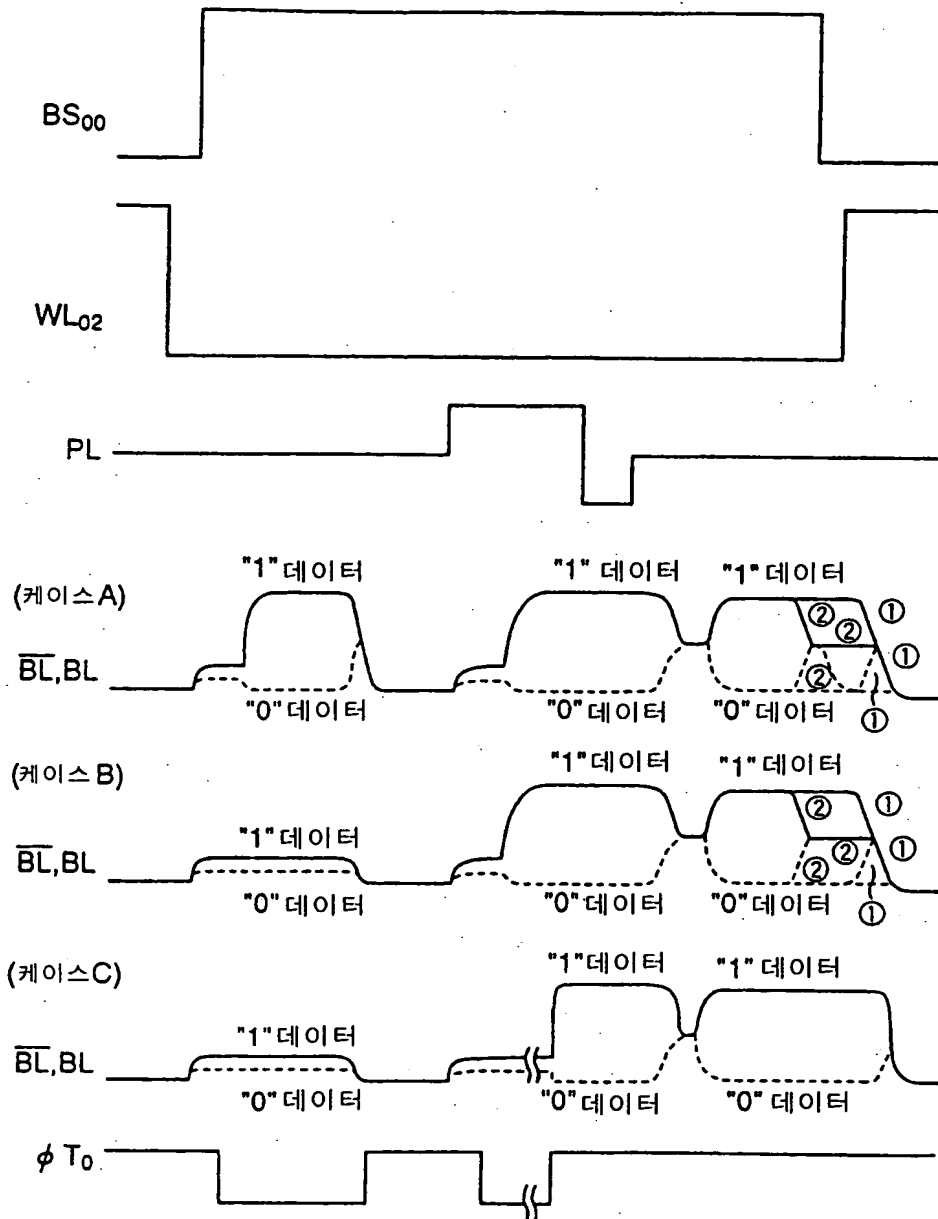 BS00
WL02
PL
"1" 데이터 "1" 데이터 "1" 데이터
(케이스 A)
② ② ①
BL, BL ② ①
"0" 데이터 "0" 데이터 "0" 데이터 ①
(케이스 B)
"1" 데이터 "1" 데이터
② ①
"1" 데이터
BL, BL ② ② ①
"0" 데이터 "0" 데이터 "0" 데이터 ①
(케이스 C)
"1" 데이터 "1" 데이터
"1" 데이터
BL, BL
"0" 데이터 "0" 데이터 "0" 데이터
φ T0